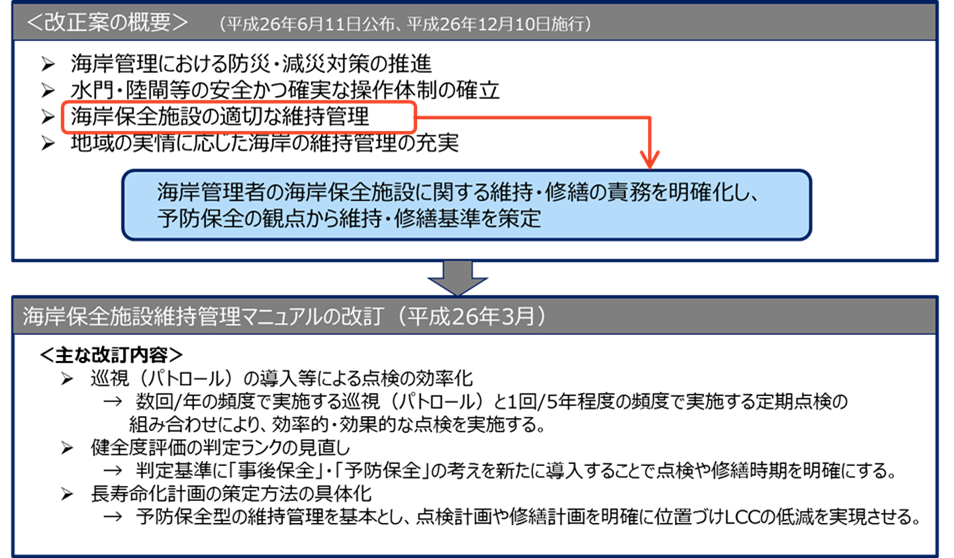 ＜改正案の概要＞　（平成26年6月11日公布、平成26年12月10日施行）
➢ 海岸管理における防災・減災対策の推進
➢ 水門・陸閘等の安全かつ確実な操作体制の確立
➢ 海岸保全施設の適切な維持管理
➢ 地域の実情に応じた海岸の維持管理の充実
海岸管理者の海岸保全施設に関する維持・修繕の責務を明確化し、
予防保全の観点から維持・修繕基準を策定
海岸保全施設維持管理マニュアルの改訂（平成26年3月）
＜主な改訂内容＞
➢ 巡視（パトロール）の導入等による点検の効率化
→ 数回/年の頻度で実施する巡視（パトロール）と1回/5年程度の頻度で実施する定期点検の
組み合わせにより、効率的・効果的な点検を実施する。
➢ 健全度評価の判定ランクの見直し
→ 判定基準に「事後保全」・「予防保全」の考えを新たに導入することで点検や修繕時期を明確にする。
➢ 長寿命化計画の策定方法の具体化
→ 予防保全型の維持管理を基本とし、点検計画や修繕計画を明確に位置づけLCCの低減を実現させる。